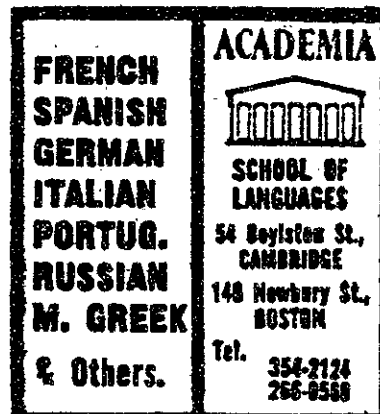 FRENCH
SPANISH
GERMAN
ITALIAN
PORTUG.
RUSSIAN
M. GREEK
& Others.
ACADEMIA
SCHOOL OF
LANGUAGES
54 Boylston St.,
CAMBRIDGE
148 Newbury St.,
BOSTON
Tel.
354-2124
266-0560